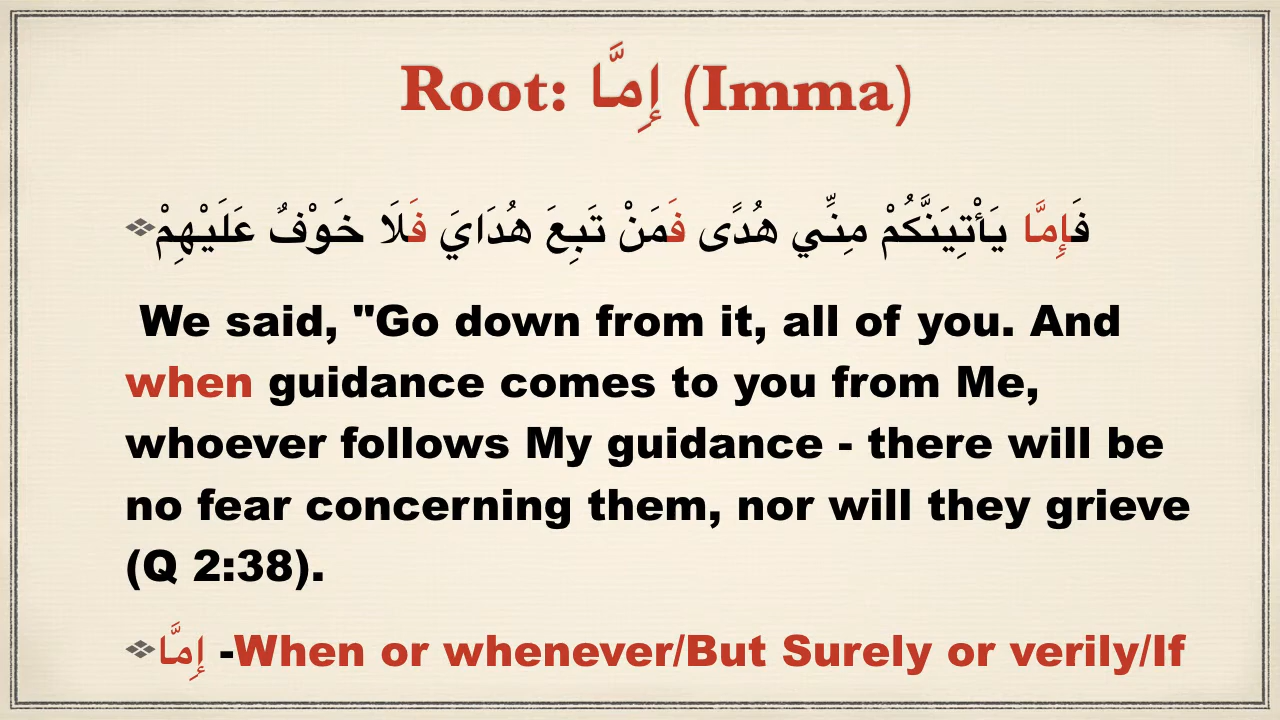 Root: إِمَّا (Imma)
❖ فَإِمَّا يَأْتِيَنَّكُمْ مِنِّي هُدًى فَمَنْ تَبِعَ هُدَايَ فَلَا خَوْفٌ عَلَيْهِمْ
We said, "Go down from it, all of you. And
when guidance comes to you from Me,
whoever follows My guidance - there will be
no fear concerning them, nor will they grieve
(Q 2:38).
❖ إِمَّا -When or whenever/But Surely or verily/If